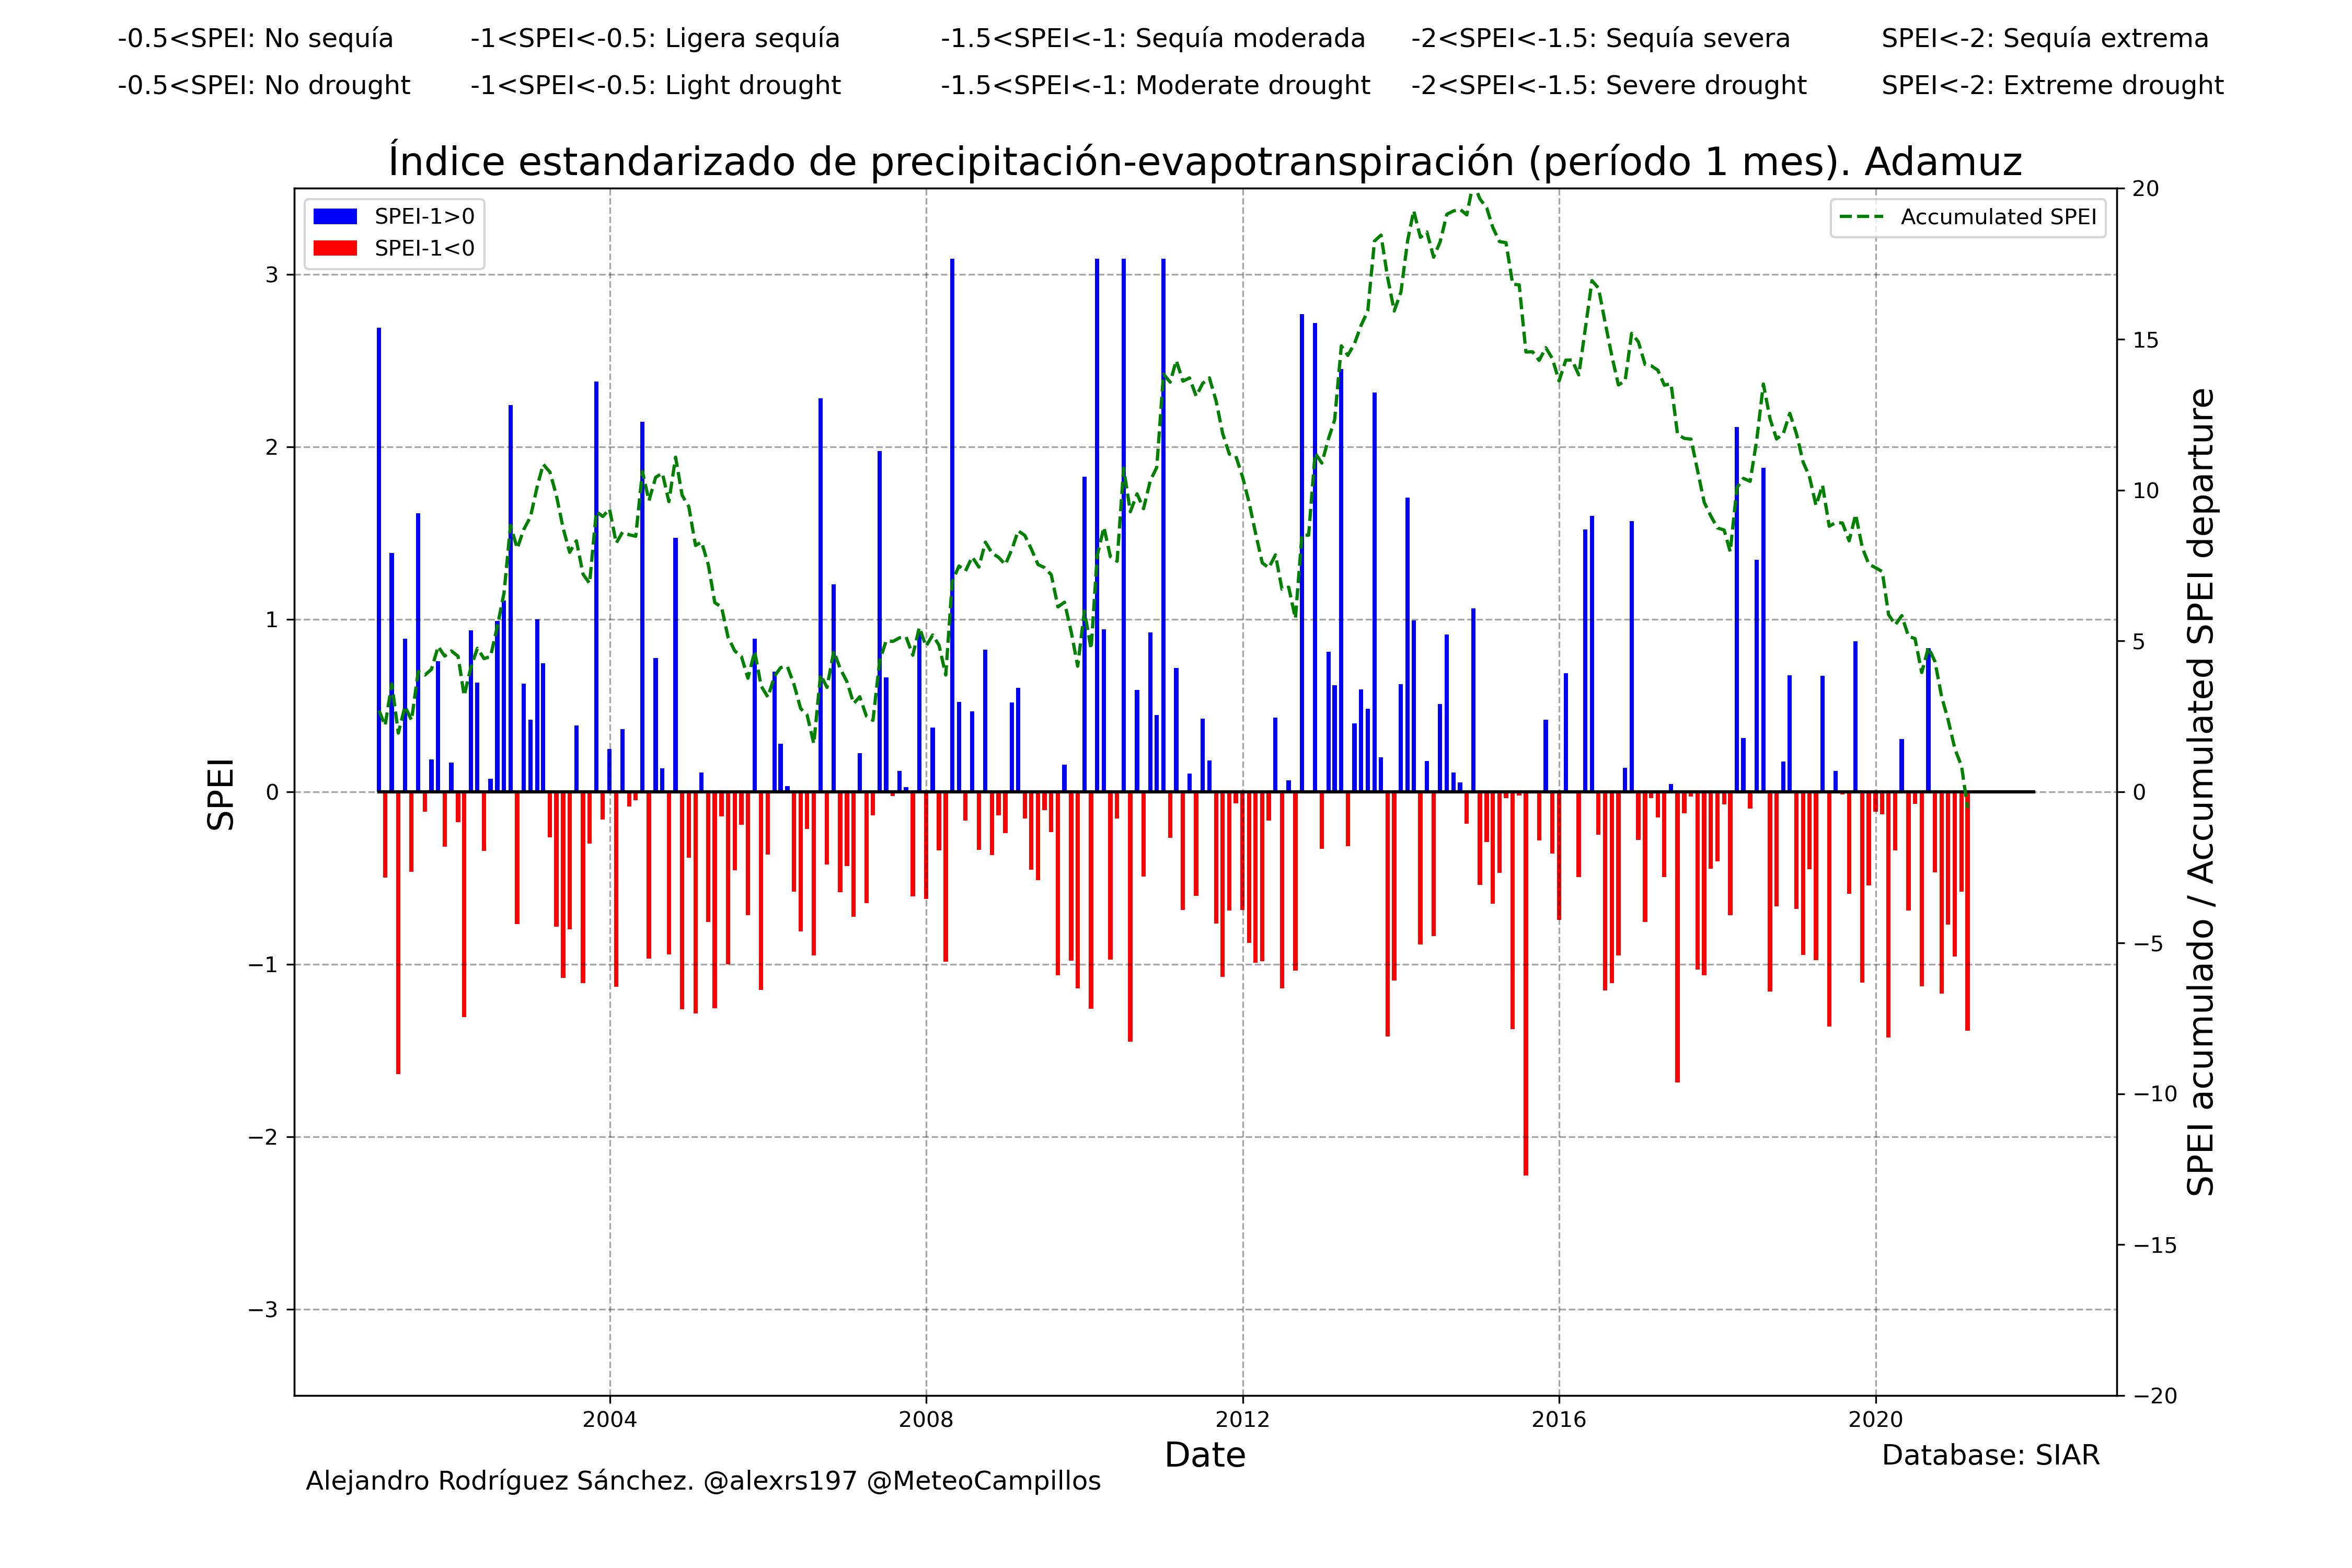 -0.5<SPEI: No sequía -1<SPEI<-0.5: Ligera sequía -1.5<SPEI<-1: Sequía moderada -2<SPEI<-1.5: Sequía severa SPEI<-2: Sequía extrema
-0.5<SPEI: No drought -1<SPEI<-0.5: Light drought -1.5<SPEI<-1: Moderate drought -2<SPEI<-1.5: Severe drought SPEI<-2: Extreme drought
Índice estandarizado de precipitación-evapotranspiración (período 1 mes). Adamuz
SPEI-1>0
SPEI-1<0
Accumulated SPEI
SPEI
3
2
1
0
−1
−2
−3
20
15
10
5
0
−5
−10
−15
−20
SPEI acumulado / Accumulated SPEI departure
2004 2008 2012 2016 2020
Date
Database: SIAR
Alejandro Rodríguez Sánchez. @alexrs197 @MeteoCampillos